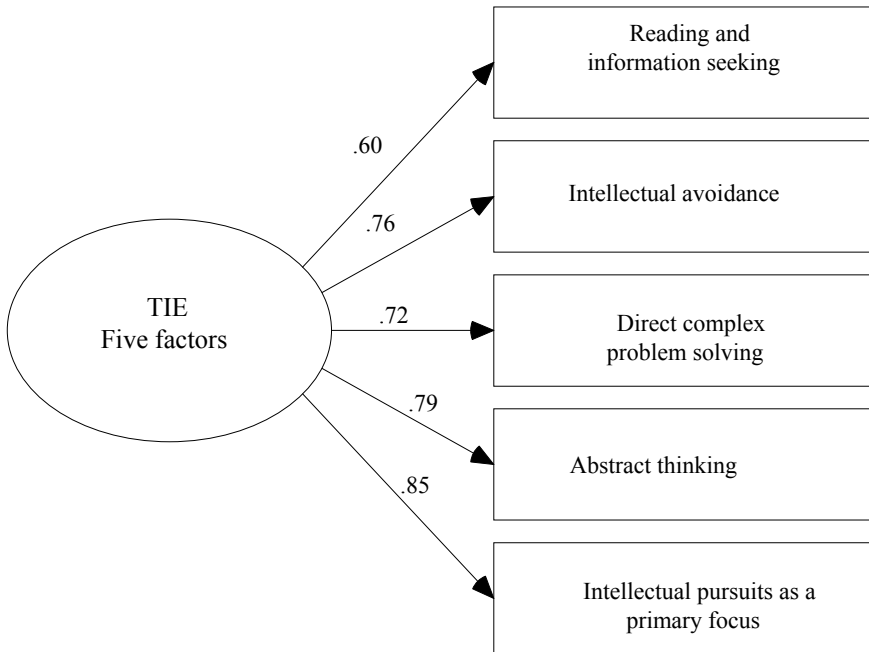 Reading and
information seeking
.60
Intellectual avoidance
.76
TIE
Five factors
.72
Direct complex
problem solving
.79
Abstract thinking
.85
Intellectual pursuits as a
primary focus